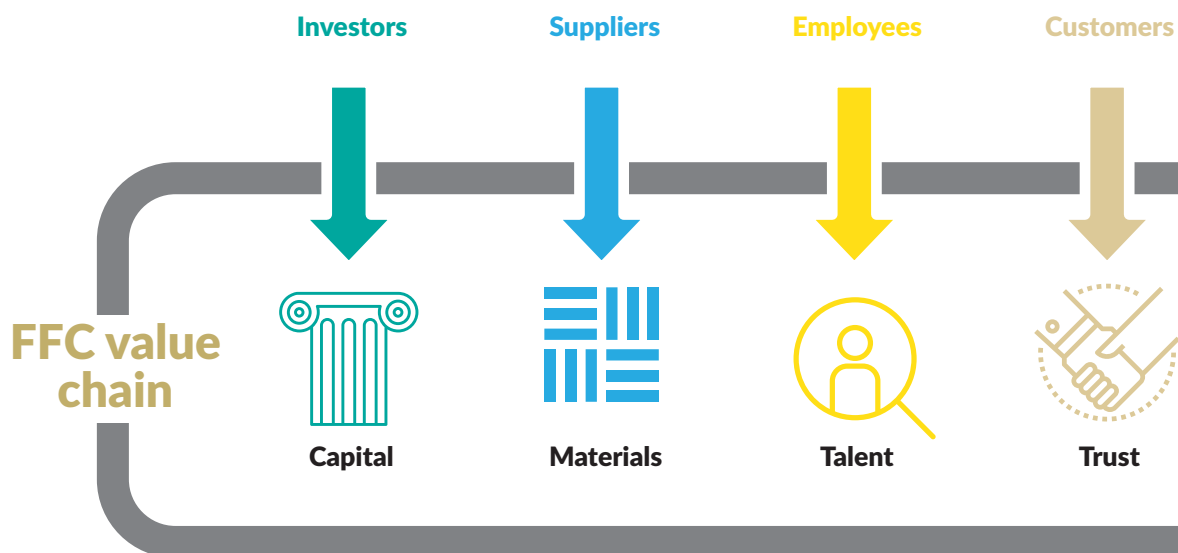 Investors
Suppliers
Employees
Customers
FFC value
chain
Capital
Materials
Talent
Trust